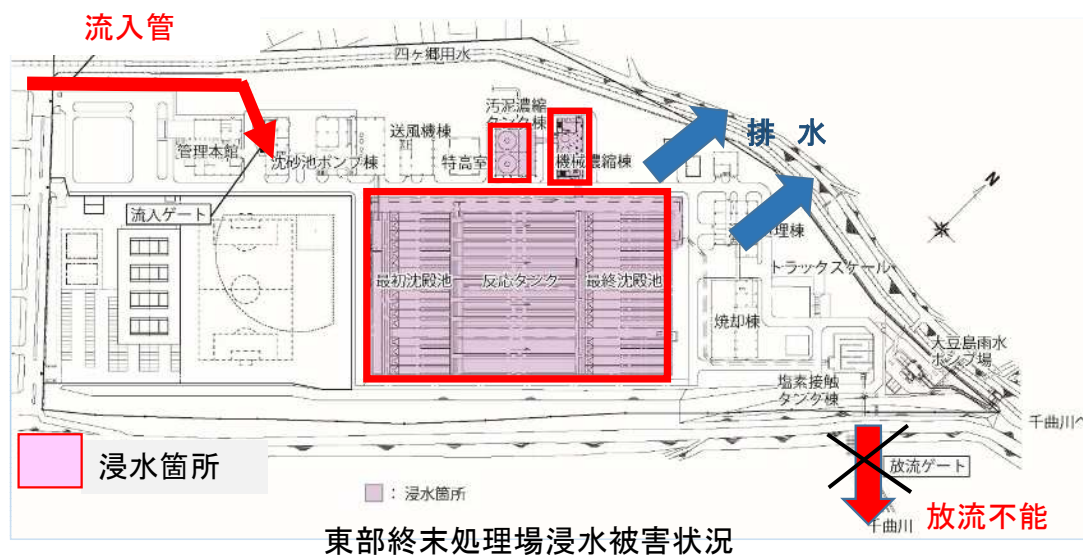 流入管
四ヶ郷用水
汚泥濃縮
タンク棟
排 水
送風機棟
管理本館
沈砂池ポンプ棟
特高室
機械濃縮棟
N
流入ゲート
理棟
トラックスケール
最初沈殿池
反応タンク
最終沈殿池
焼却棟
大豆島雨水
ポンプ場
塩素接触
タンク棟
千曲川へ
浸水箇所
放流ゲート
：浸水箇所
千曲川
放流不能
東部終末処理場浸水被害状況